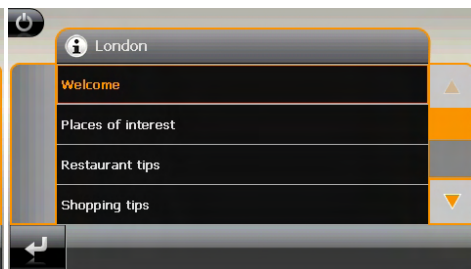 London
Welcome
Places of interest
Restaurant tips
Shopping tips